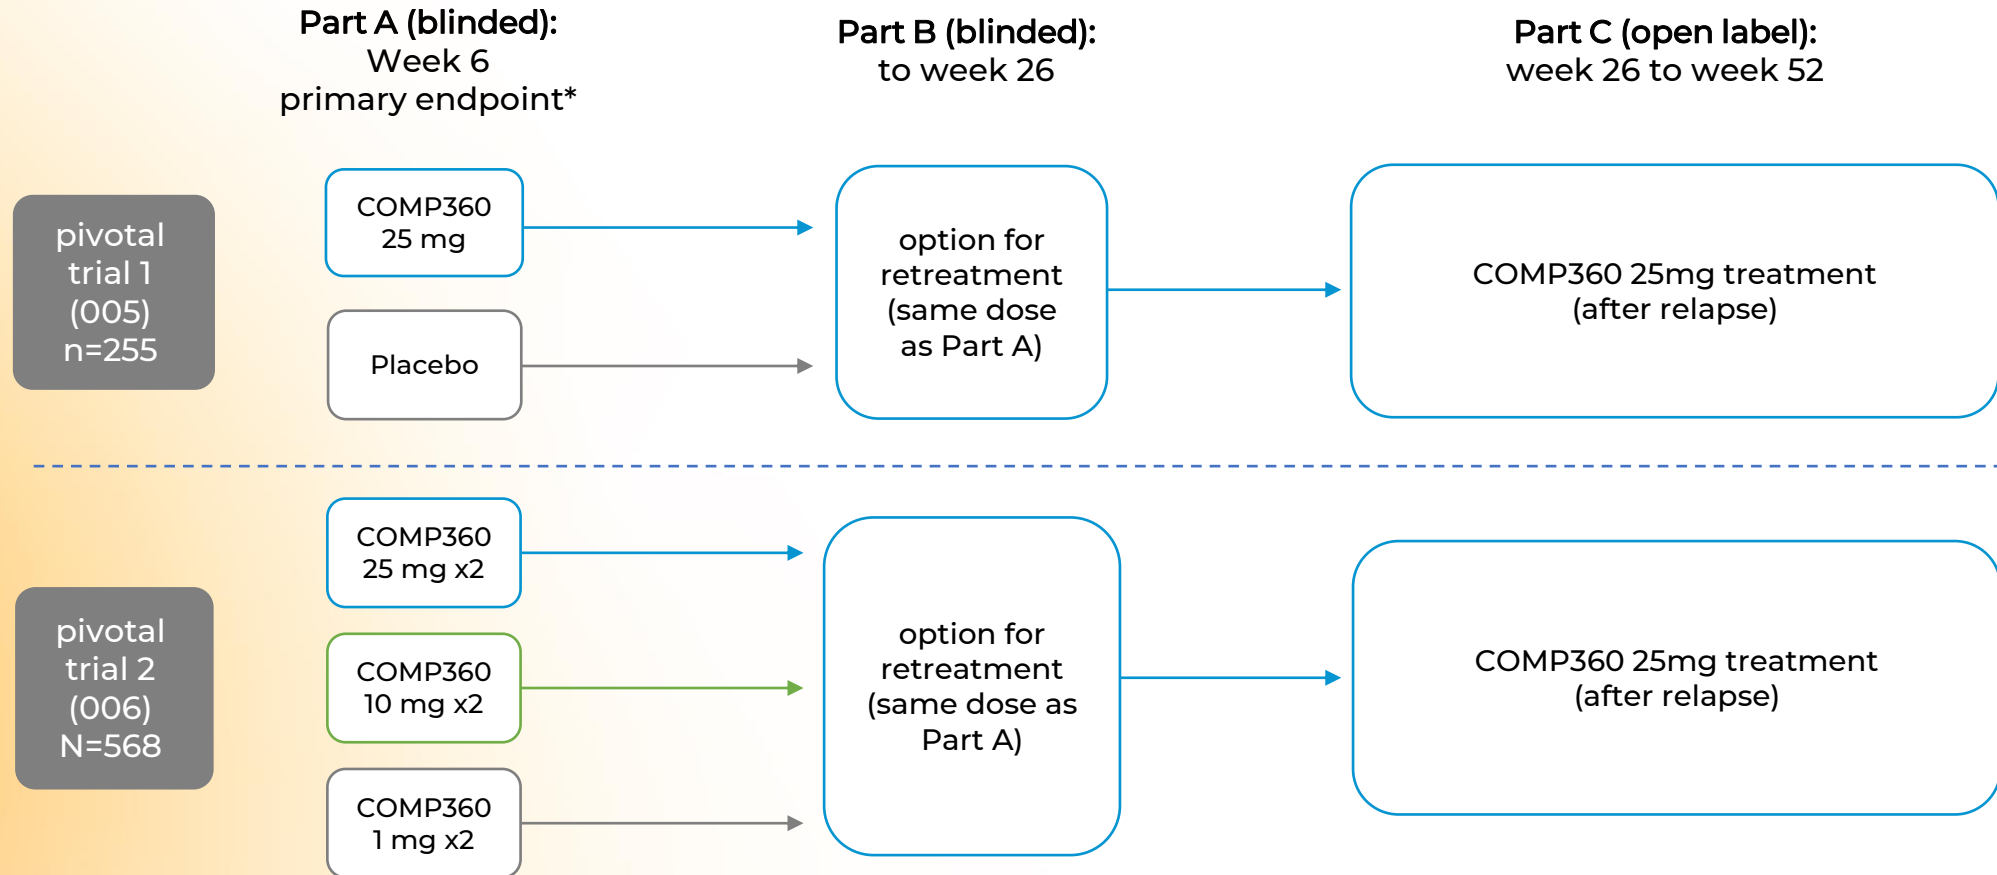 Part A (blinded):
Week 6
primary endpoint*
Part B (blinded):
to week 26
Part C (open label):
week 26 to week 52
pivotal
trial 1
(005)
n=255
COMP360
25 mg
Placebo
option for
retreatment
(same dose
as Part A)
COMP360 25mg treatment
(after relapse)
pivotal
trial 2
(006)
N=568
COMP360
25 mg x2
COMP360
10 mg x2
COMP360
1 mg x2
option for
retreatment
(same dose as
Part A)
COMP360 25mg treatment
(after relapse)